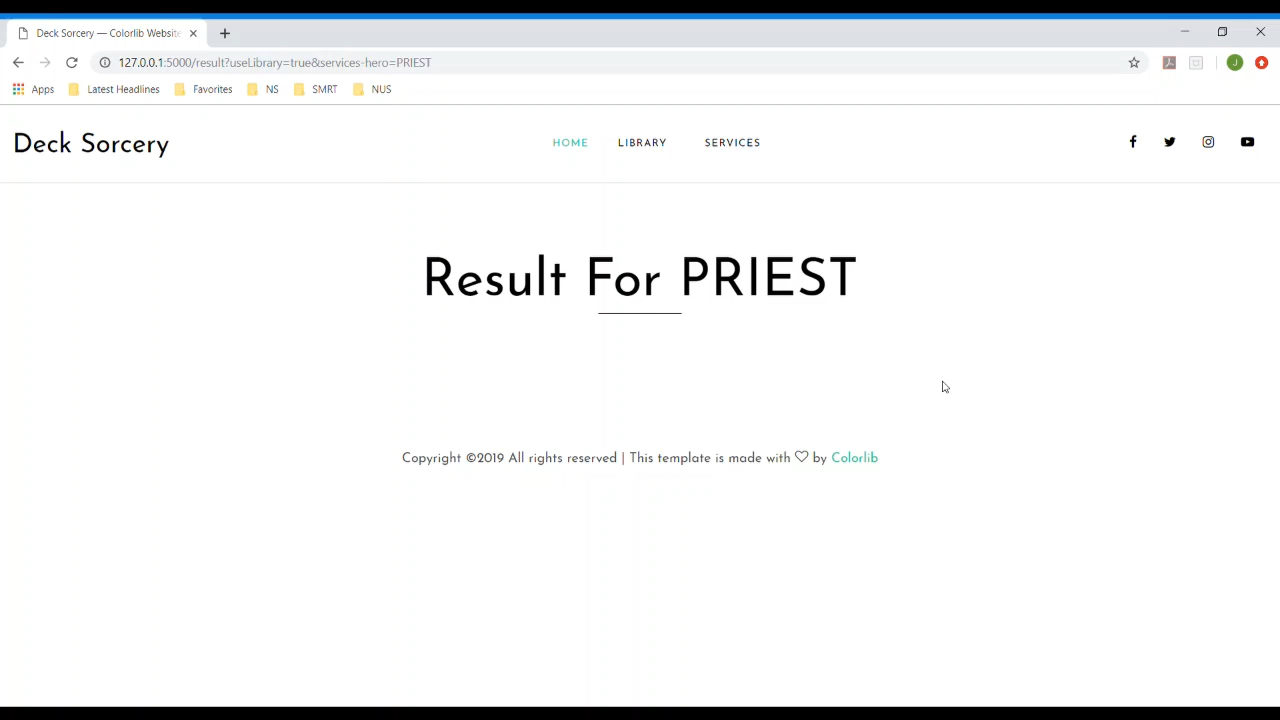 Deck Sorcery — Colorlib Website
127.0.0.1:5000/result?useLibrary=true&services-hero=PRIEST
J
Apps Latest Headlines Favorites NS SMRT NUS
Deck Sorcery HOME LIBRARY SERVICES
Result For PRIEST
Copyright ©2019 All rights reserved | This template is made with ♡ by Colorlib